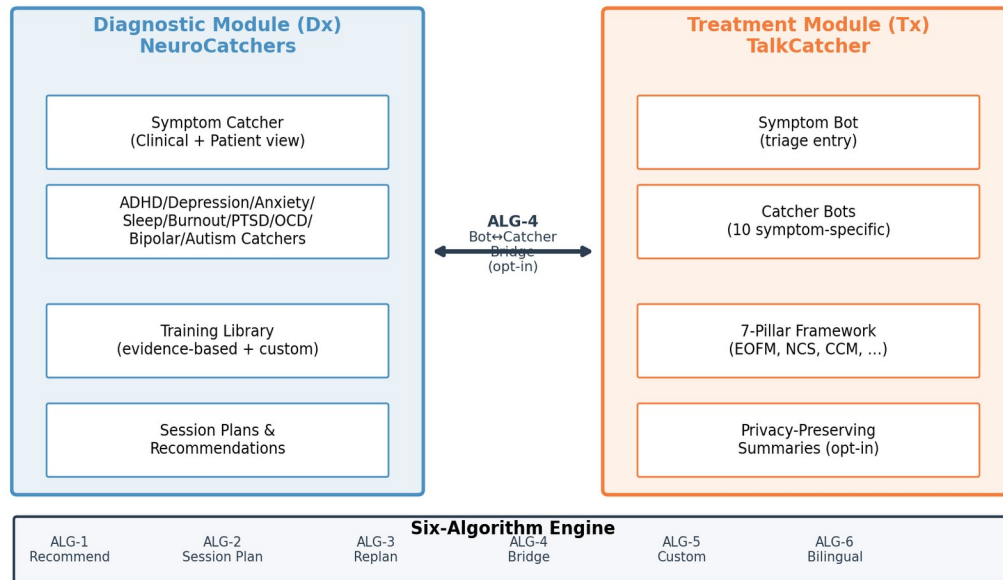 Diagnostic Module (Dx)
NeuroCatchers
Symptom Catcher
(Clinical + Patient view)
ADHD/Depression/Anxiety/
Sleep/Burnout/PTSD/OCD/
Bipolar/Autism Catchers
Training Library
(evidence-based + custom)
Session Plans &
Recommendations
ALG-4
Bot↔Catcher
Bridge
(opt-in)
Treatment Module (Tx)
TalkCatcher
Symptom Bot
(triage entry)
Catcher Bots
(10 symptom-specific)
7-Pillar Framework
(EOFM, NCS, CCM, ...)
Privacy-Preserving
Summaries (opt-in)
Six-Algorithm Engine
ALG-1
Recommend
ALG-2
Session Plan
ALG-3
Replan
ALG-4
Bridge
ALG-5
Custom
ALG-6
Bilingual